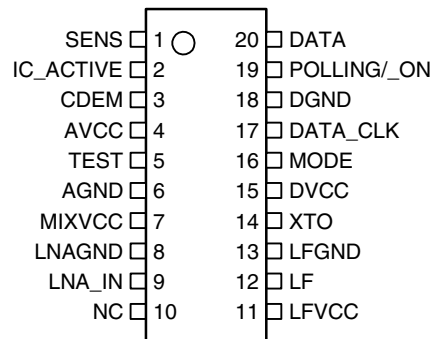 SENS 1 20 DATA
IC_ACTIVE 2 19 POLLING/_ON
CDEM 3 18 DGND
AVCC 4 17 DATA_CLK
TEST 5 16 MODE
AGND 6 15 DVCC
MIXVCC 7 14 XTO
LNAGND 8 13 LFGND
LNA_IN 9 12 LF
NC 10 11 LFVCC